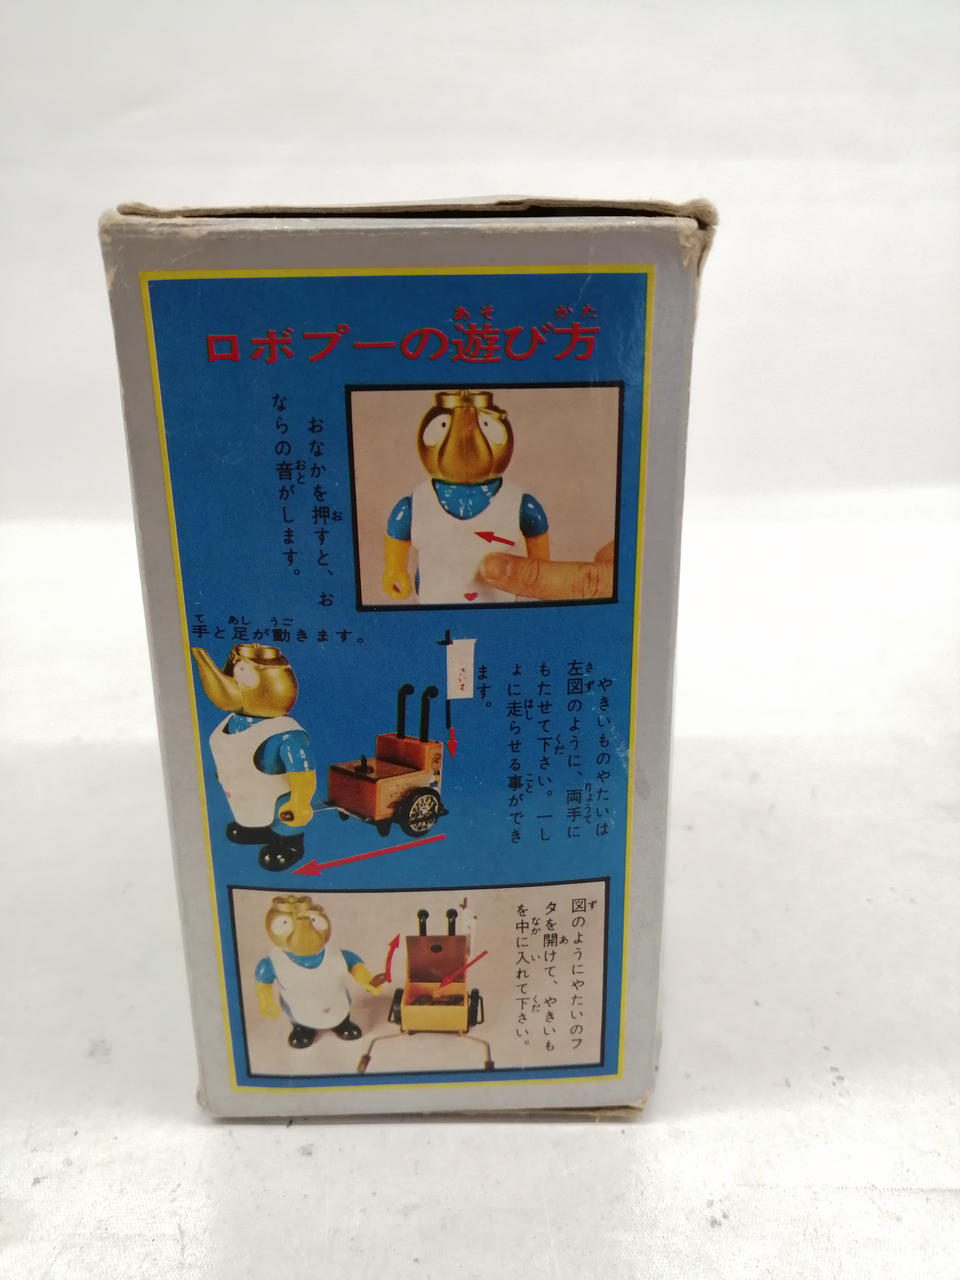 ロボプーの遊び方
おなかを押すと、お
ならの音がします。
手と足が動きます。
やきいものやたいは
左図のように、両手に
もたせて下さい。一し
ょに走らせる事ができ
ます。
図のようにやたいのフ
タを開けて、やきいも
を中に入れて下さい。